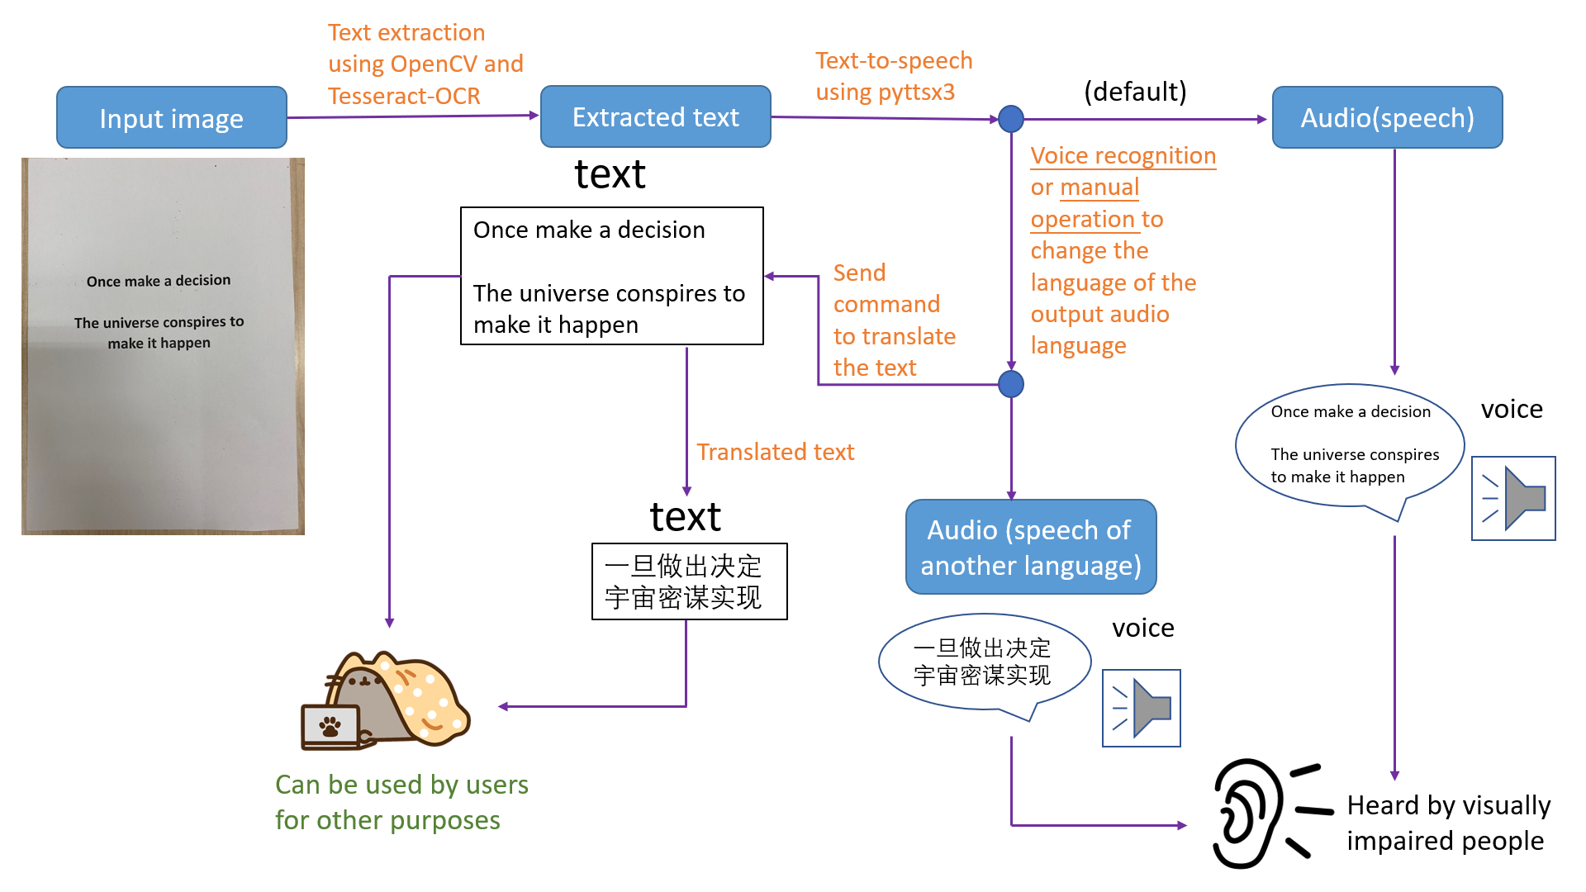 Text extraction
using OpenCV and
Tesseract-OCR
Input image
Extracted text
Text-to-speech
using pyttsx3
(default)
Audio(speech)
Once make a decision
The universe conspires to
make it happen
text
Once make a decision
The universe conspires to
make it happen
Send
command
to translate
the text
Voice recognition
or manual
operation to
change the
language of the
output audio
language
Once make a decision
The universe conspires
to make it happen
voice
Translated text
text
一旦做出决定
宇宙密谋实现
Audio (speech of
another language)
一旦做出决定
宇宙密谋实现
voice
Can be used by users
for other purposes
Heard by visually
impaired people